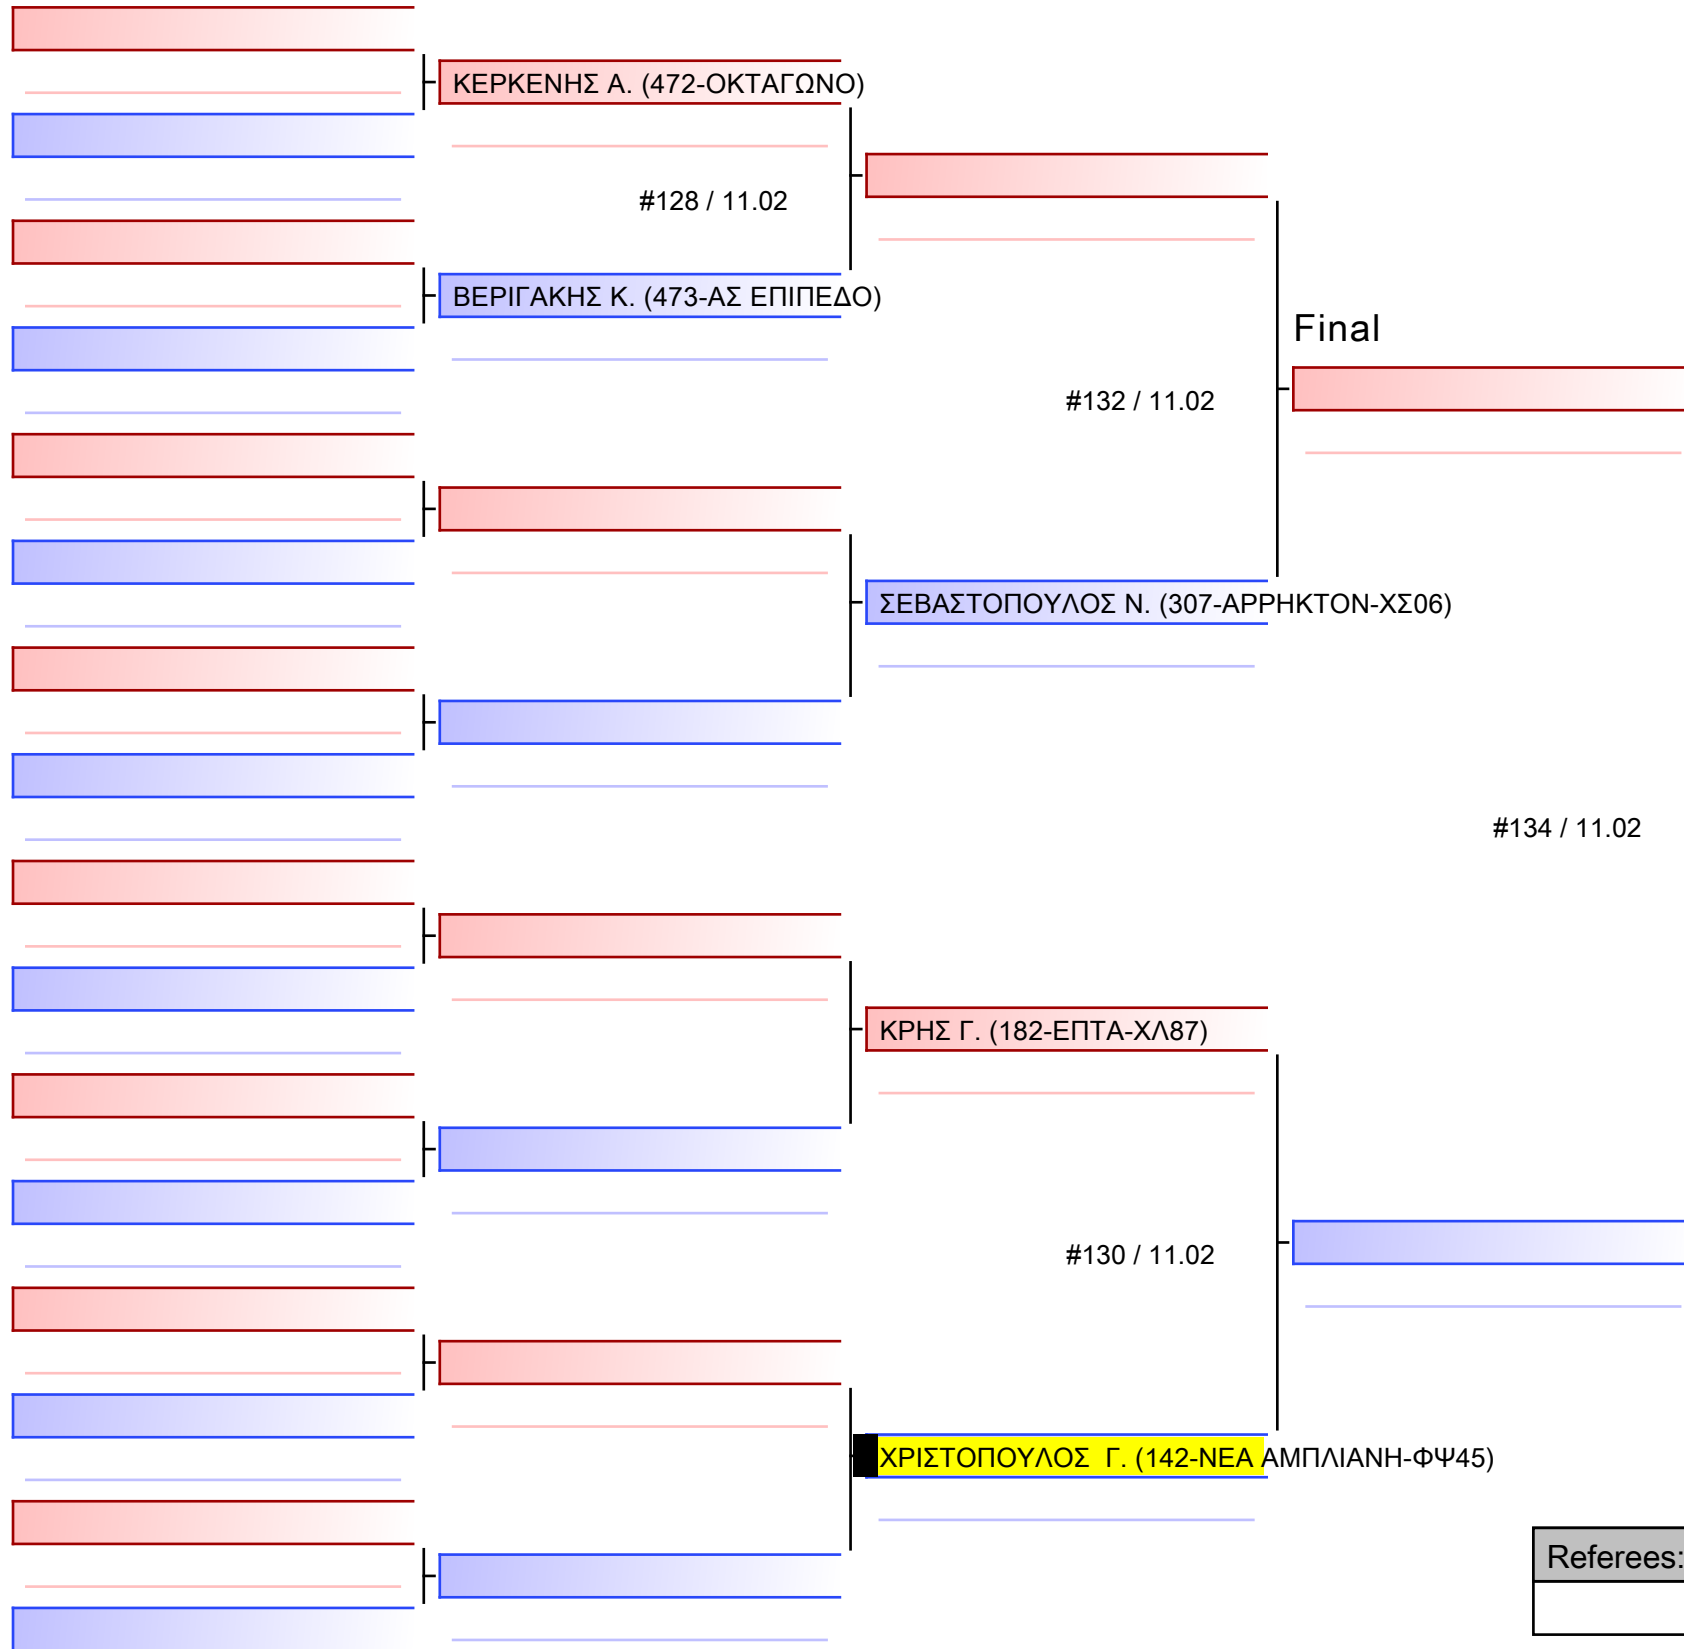 ΚΕΡΚΕΝΗΣ Α. (472-ΟΚΤΑΓΩΝΟ)
#128 / 11.02
ΒΕΡΙΓΑΚΗΣ Κ. (473-ΑΣ ΕΠΙΠΕΔΟ)
Final
#132 / 11.02
ΣΕΒΑΣΤΟΠΟΥΛΟΣ Ν. (307-ΑΡΡΗΚΤΟΝ-ΧΣ06)
#134 / 11.02
ΚΡΗΣ Γ. (182-ΕΠΤΑ-ΧΛ87)
#130 / 11.02
ΧΡΙΣΤΟΠΟΥΛΟΣ  Γ. (142-ΝΕΑ ΑΜΠΛΙΑΝΗ-ΦΨ45)
Referees: